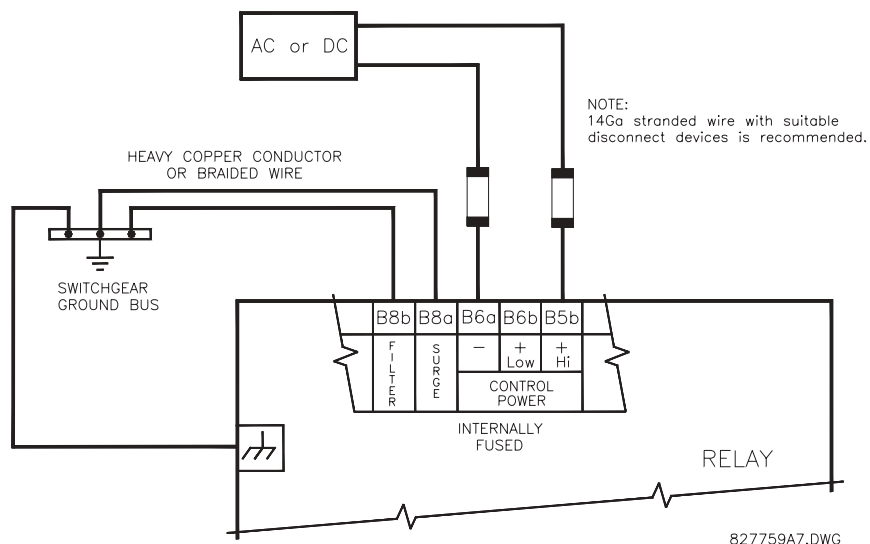 AC or DC
NOTE:
14Ga stranded wire with suitable
disconnect devices is recommended.
HEAVY COPPER CONDUCTOR
OR BRAIDED WIRE
SWITCHGEAR
GROUND BUS
B8b B8a B6a B6b B5b
FILTER
SURGE
-
+
Low
+
Hi
CONTROL
POWER
INTERNALLY
FUSED
RELAY
827759A7.DWG